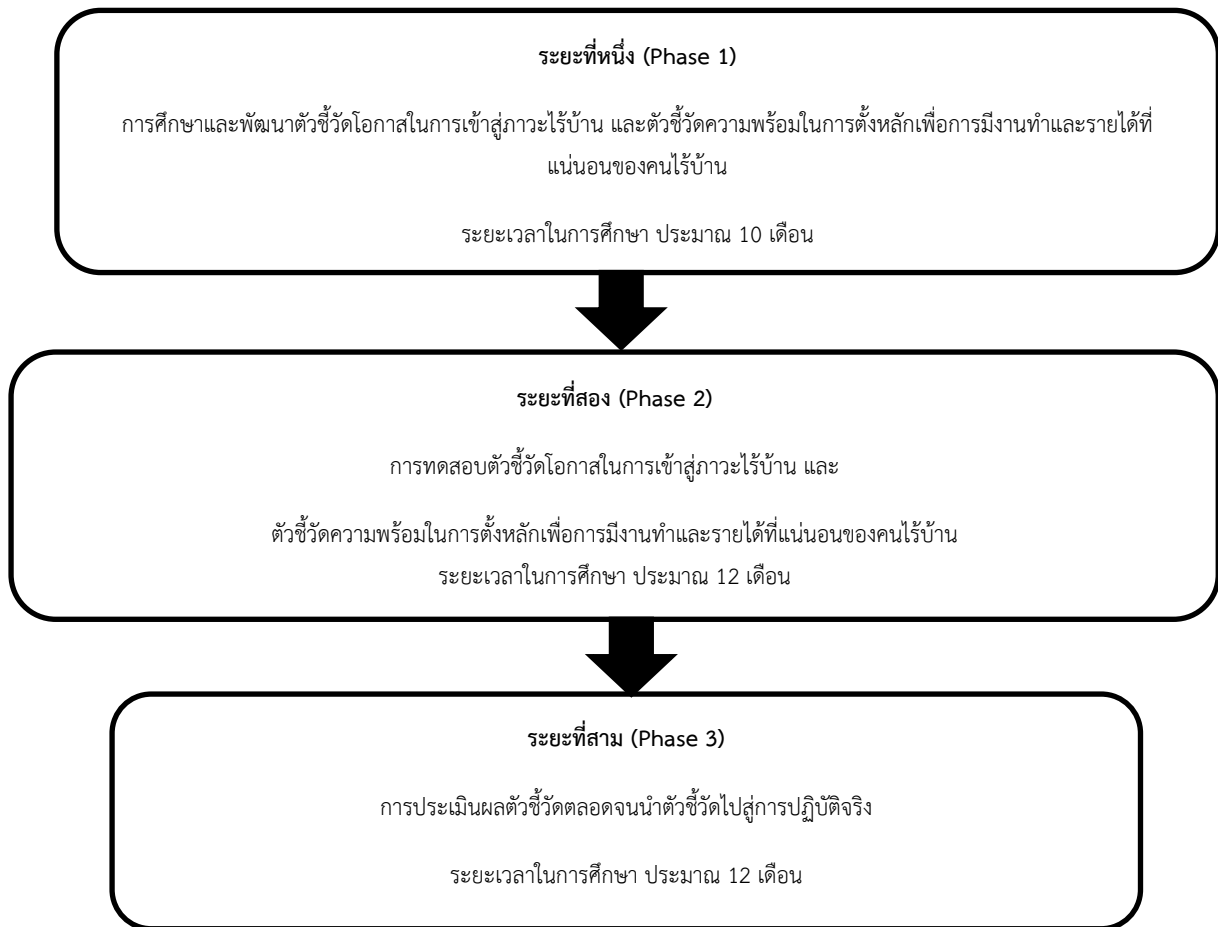 ระยะที่หนึ่ง (Phase 1)
การศึกษาและพัฒนาตัวชี้วัดโอกาสในการเข้าสู่ภาวะไร้บ้าน และตัวชี้วัดความพร้อมในการตั้งหลักเพื่อการมีงานทำและรายได้ที่
แน่นอนของคนไร้บ้าน
ระยะเวลาในการศึกษา ประมาณ 10 เดือน
ระยะที่สอง (Phase 2)
การทดสอบตัวชี้วัดโอกาสในการเข้าสู่ภาวะไร้บ้าน และ
ตัวชี้วัดความพร้อมในการตั้งหลักเพื่อการมีงานทำและรายได้ที่แน่นอนของคนไร้บ้าน
ระยะเวลาในการศึกษา ประมาณ 12 เดือน
ระยะที่สาม (Phase 3)
การประเมินผลตัวชี้วัดตลอดจนนำตัวชี้วัดไปสู่การปฏิบัติจริง
ระยะเวลาในการศึกษา ประมาณ 12 เดือน